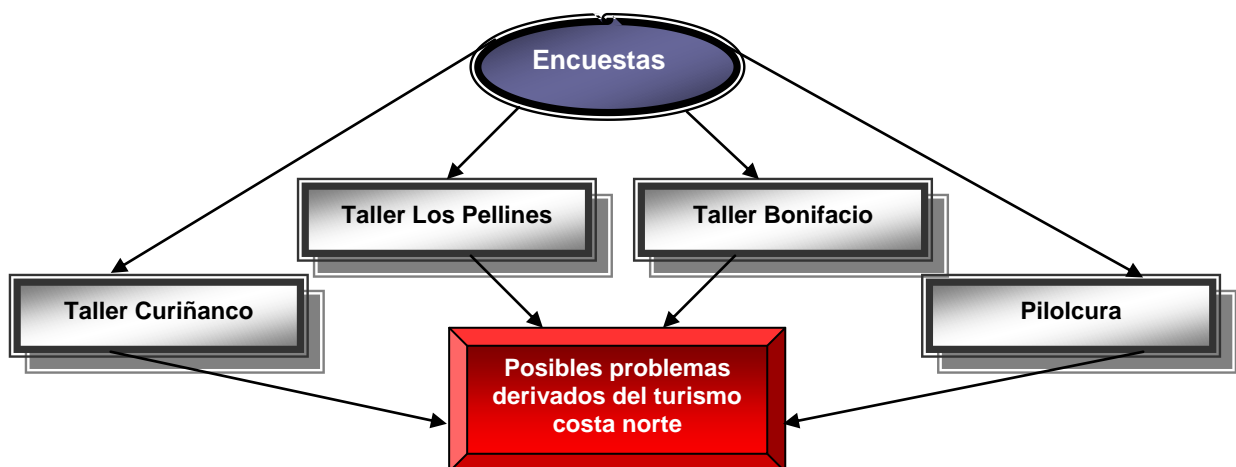 Encuestas
Taller Los Pellines
Taller Bonifacio
Taller Curiñanco
Pilolcura
Posibles problemas
derivados del turismo
costa norte